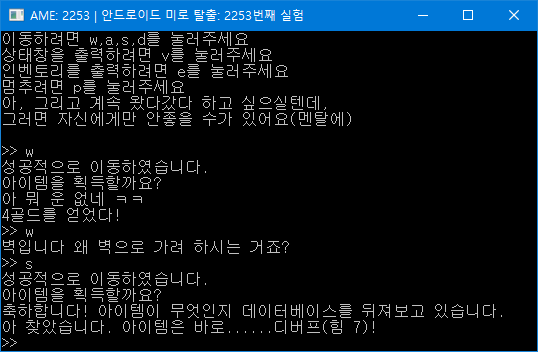 AME: 2253 | 안드로이드 미로 탈출: 2253번째 실험
이동하려면 w,a,s,d를 눌러주세요
상태창을 출력하려면 v를 눌러주세요
인벤토리를 출력하려면 e를 눌러주세요
멈추려면 p를 눌러주세요
아, 그리고 계속 왔다갔다 하고 싶으실텐데,
그러면 자신에게만 안좋을 수가 있어요(멘탈에)
>> w
성공적으로 이동하였습니다.
아이템을 획득할까요?
아 뭐 운 없네 ㅋㅋ
4골드를 얻었다!
>> w
벽입니다 왜 벽으로 가려 하시는 거죠?
>> s
성공적으로 이동하였습니다.
아이템을 획득할까요?
축하합니다! 아이템이 무엇인지 데이터베이스를 뒤져보고 있습니다.
아 찾았습니다. 아이템은 바로......디버프(힘 7)!
>>